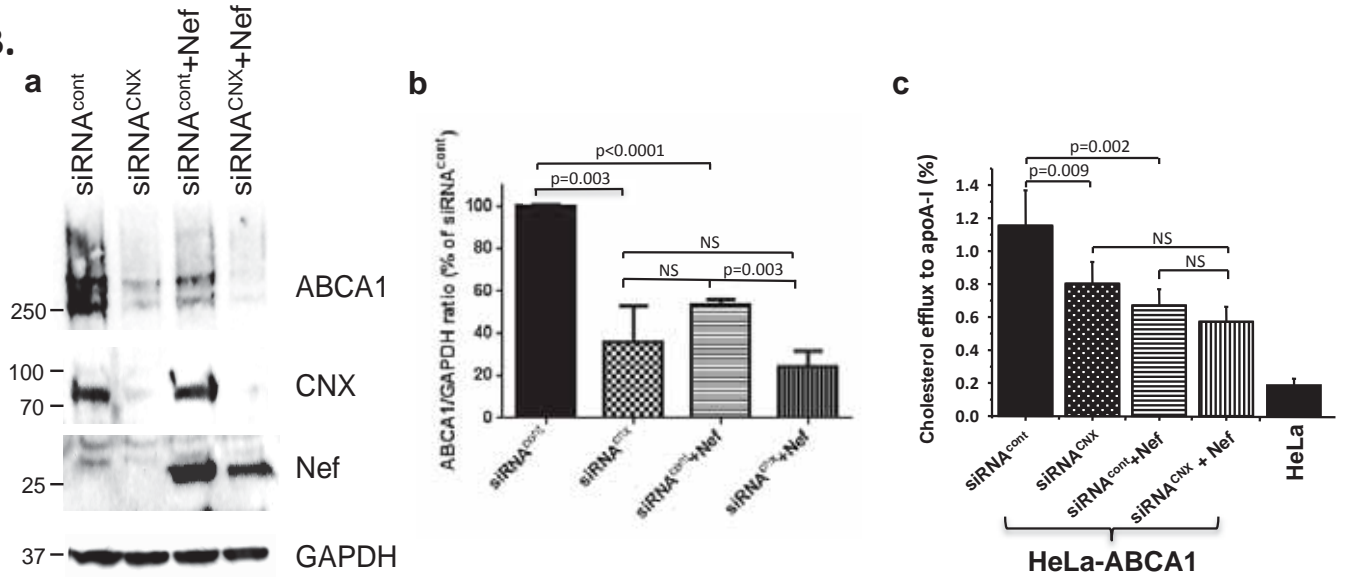 B.
a
siRNAcont
siRNACNX
siRNAcont+Nef
siRNACNX+Nef
ABCA1
250
100
CNX
70
Nef
25
37
GAPDH
b
ABCA1/GAPDH ratio (% of siRNAcont)
p<0.0001
p=0.003
NS
NS
p=0.003
100
80
60
40
20
0
siRNAcont
siRNACNX
siRNACont+Nef
siRNACNX+Nef
c
Cholesterol efflux to apoA-I (%)
p=0.002
p=0.009
NS
NS
1.4
1.2
1.0
0.8
0.6
0.4
0.2
0.0
siRNAcont
siRNACNX
siRNAcont+Nef
siRNACNX + Nef
HeLa
HeLa-ABCA1